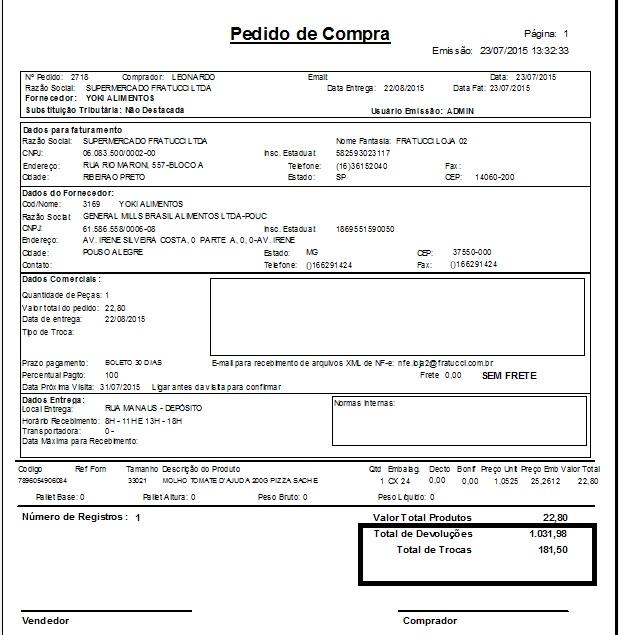 Pedido de Compra
Página: 1
Emissão: 23/07/2015 13:32:33
Nº Pedido: 2718 Comprador: LEONARDO Email: Data: 23/07/2015
Razão Social: SUPERMERCADO FRATUCCI LTDA Data Entrega: 22/08/2015 Data Fat: 23/07/2015
Fornecedor: YOKI ALIMENTOS
Substituição Tributária: Não Destacada Usuário Emissão: ADMIN
Dados para faturamento
Razão Social: SUPERMERCADO FRATUCCI LTDA Nome Fantasia: FRATUCCI LOJA 02
CNPJ: 06.083.500/0002-00 Insc. Estadual: 582593023117
Endereço: RUA RIO MARONI, 557-BLOCO A Telefone: (16)36152040 Fax:
Cidade: RIBEIRAO PRETO Estado: SP CEP: 14060-200
Dados do Fornecedor:
Cod/Nome: 3169 YOKI ALIMENTOS
Razão Social: GENERAL MILLS BRASIL ALIMENTOS LTDA-POUC
CNPJ: 61.586.558/0006-08 Insc. Estadual: 1869551590050
Endereço: AV. IRENE SILVEIRA COSTA, 0 PARTE A, 0, 0-AV. IRENE
Cidade: POUSO ALEGRE Estado: MG CEP: 37550-000
Contato: Telefone: ()166291424 Fax: ()166291424
Dados Comerciais:
Quantidade de Peças: 1
Valor total do pedido: 22,80
Data de entrega: 22/08/2015
Tipo de Troca:
Prazo pagamento: BOLETO 30 DIAS E-mail para recebimento de arquivos XML de NF-e: nfe.loja2@fratucci.com.br
Percentual Pagto: 100 Frete 0,00 SEM FRETE
Data Próxima Visita: 31/07/2015 Ligar antes da visita para confirmar
Dados Entrega:
Local Entrega: RUA MANAUS - DEPÓSITO
Normas Internas:
Horário Recebimento: 8H - 11H E 13H - 18H
Transportadora: 0 -
Data Máxima para Recebimento:
Codigo Ref Forn Tamanho Descrição do Produto Qtd Embalag. Decto Bonif Preço Unit Preço Emb Valor Total
7896054906084 33021 MOLHO TOMATE D'AJUDA 200G PIZZA SACHE 1 CX 24 0,00 0,00 1,0525 25,2612 22,80
Pallet Base: 0 Pallet Altura: 0 Peso Bruto: 0 Peso Líquido: 0
Número de Registros: 1 Valor Total Produtos 22,80
Total de Devoluções 1.031,98
Total de Trocas 181,50
Vendedor Comprador